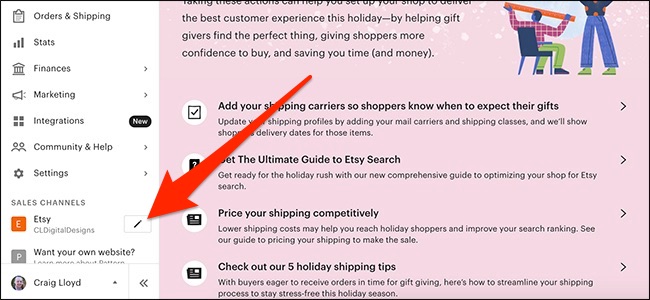 Orders & Shipping
Stats
Finances
Marketing
Integrations New
Community & Help
Settings
SALES CHANNELS
E Etsy
CLDigitalDesigns
P Want your own website?
Learn more about Pattern
Craig Lloyd
the best customer experience this holiday—by helping gift
givers find the perfect thing, giving shoppers more
confidence to buy, and saving you time (and money).
Add your shipping carriers so shoppers know when to expect their gifts
Update your shipping profiles by adding your mail carriers and shipping classes, and we'll show
delivery dates for those items.
The Ultimate Guide to Etsy Search
Get ready for the holiday rush with our new comprehensive guide to optimizing your shop for Etsy
search.
Price your shipping competitively
Lower shipping costs may help you reach holiday shoppers and improve your search ranking. See
our guide to pricing your shipping to make the sale.
Check out our 5 holiday shipping tips
With buyers eager to receive orders in time for gift giving, here's how to streamline your shipping
process to stay stress-free this holiday season.